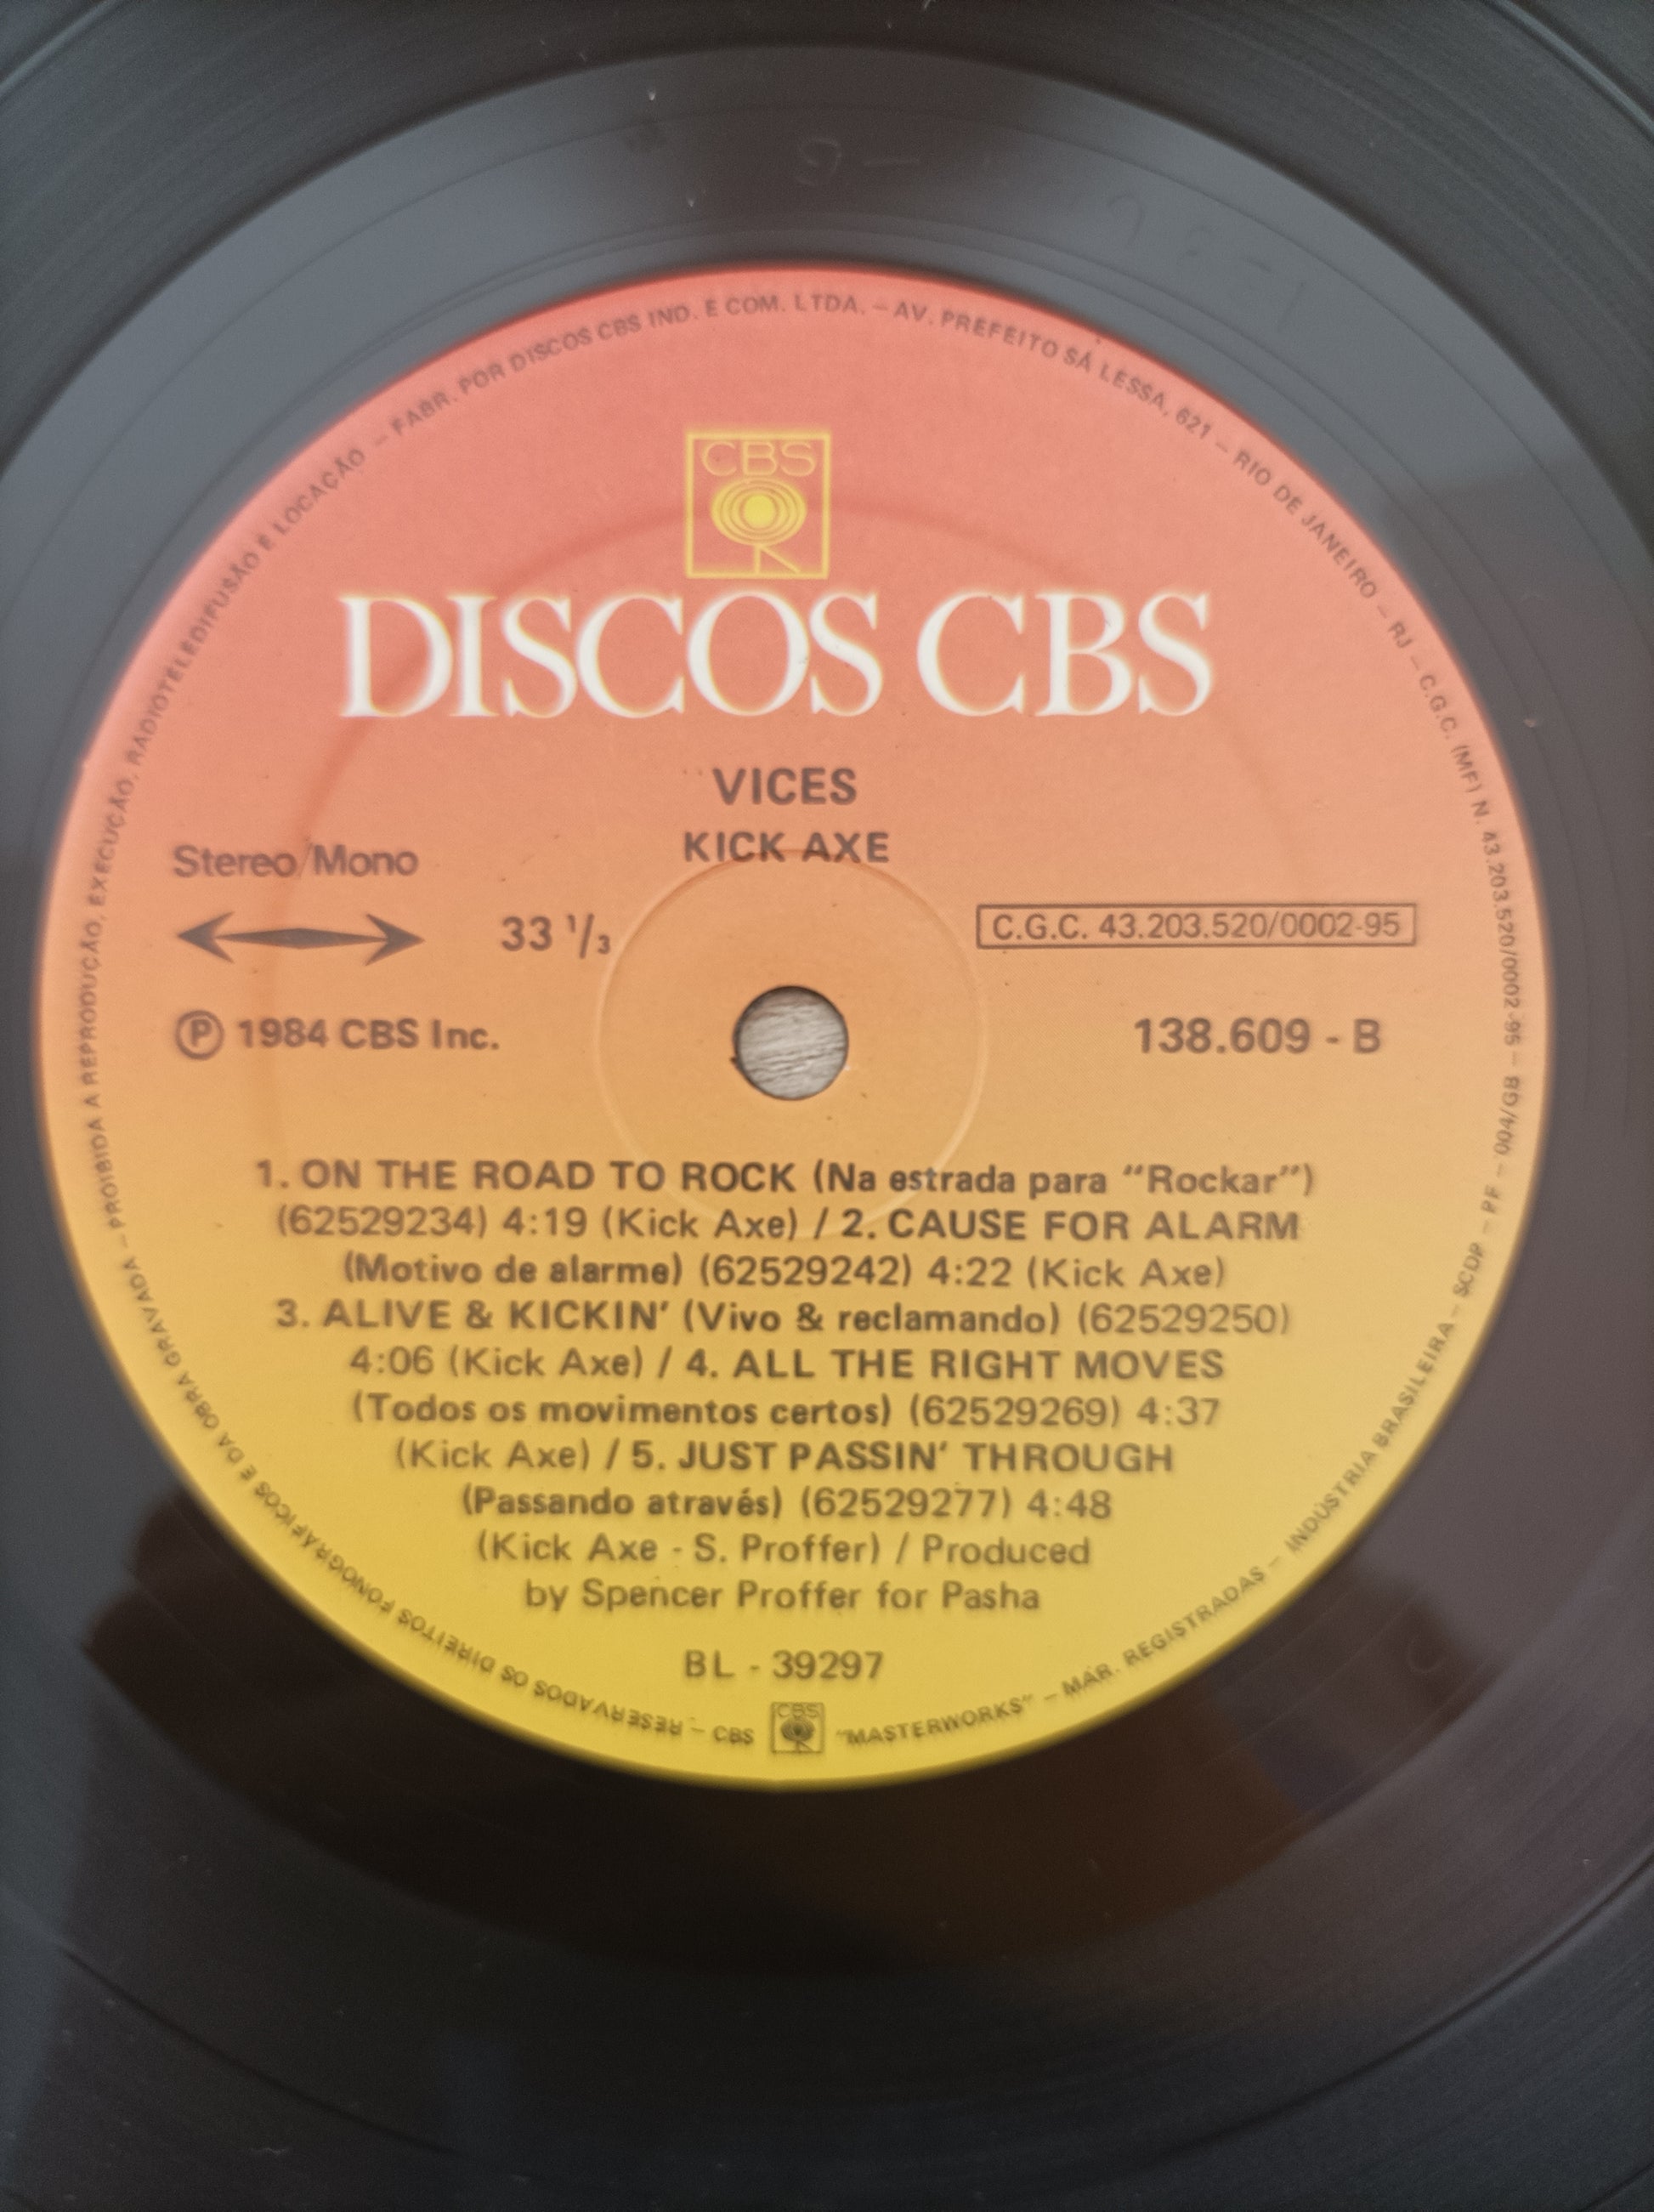 CBS
DISCOS CBS
VICES
KICK AXE
Stereo/Mono
33 1/3
C.G.C. 43.203.520/0002-95
℗ 1984 CBS Inc.
138.609 - B
1. ON THE ROAD TO ROCK (Na estrada para “Rockar”)
(62529234) 4:19 (Kick Axe) / 2. CAUSE FOR ALARM
(Motivo de alarme) (62529242) 4:22 (Kick Axe)
3. ALIVE & KICKIN’ (Vivo & reclamando) (62529250)
4:06 (Kick Axe) / 4. ALL THE RIGHT MOVES
(Todos os movimentos certos) (62529269) 4:37
(Kick Axe) / 5. JUST PASSIN’ THROUGH
(Passando através) (62529277) 4:48
(Kick Axe - S. Proffer) / Produced
by Spencer Proffer for Pasha
BL - 39297
CBS
CBS "MASTERWORKS" – MAR. REGISTRADAS – INDÚSTRIA BRASILEIRA – SCDP – PF – 004/GB –
RESERVADOS OS DIREITOS FONOGRÁFICOS E DA OBRA GRAVADA – PROIBIDA A REPRODUÇÃO, EXECUÇÃO, RADIOTELEDIFUSÃO E LOCAÇÃO – FABR. POR DISCOS CBS IND. E COM. LTDA. – AV. PREFEITO SÁ LESSA, 621 – RIO DE JANEIRO – RJ – C.G.C. (MF) N. 43.203.520/0002-95